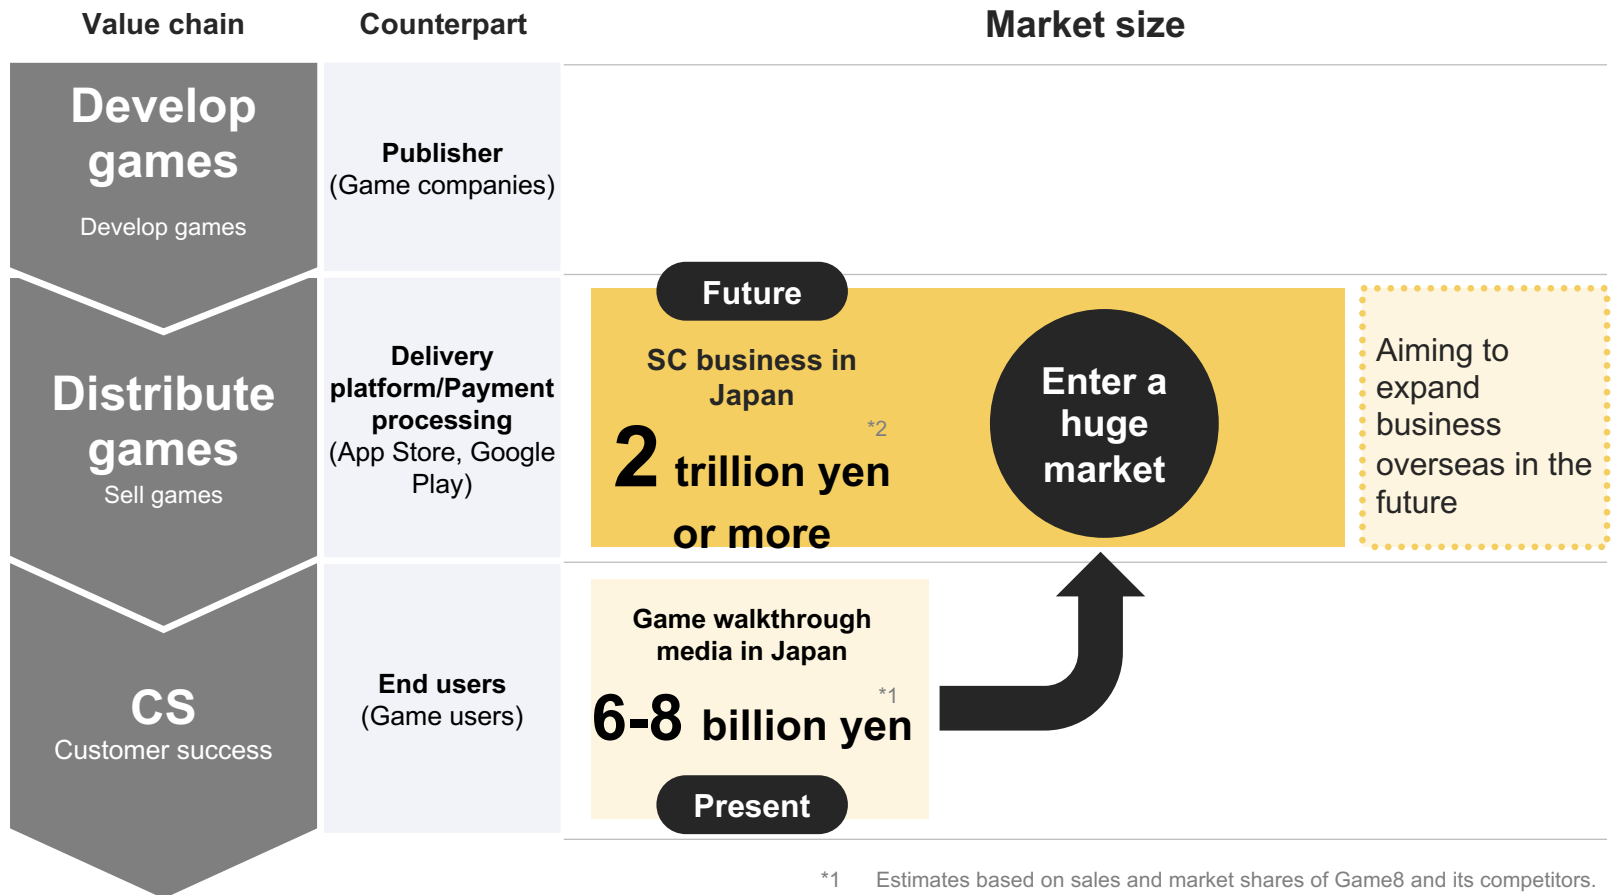 Value chain
Counterpart
Market size
Develop
games
Develop games
Publisher
(Game companies)
Distribute
games
Sell games
Delivery
platform/Payment
processing
(App Store, Google
Play)
Future
SC business in
Japan
*2
2 trillion yen
or more
Enter a
huge
market
Aiming to
expand
business
overseas in the
future
CS
Customer success
End users
(Game users)
Game walkthrough
media in Japan
*1
6-8 billion yen
Present
*1 Estimates based on sales and market shares of Game8 and its competitors.